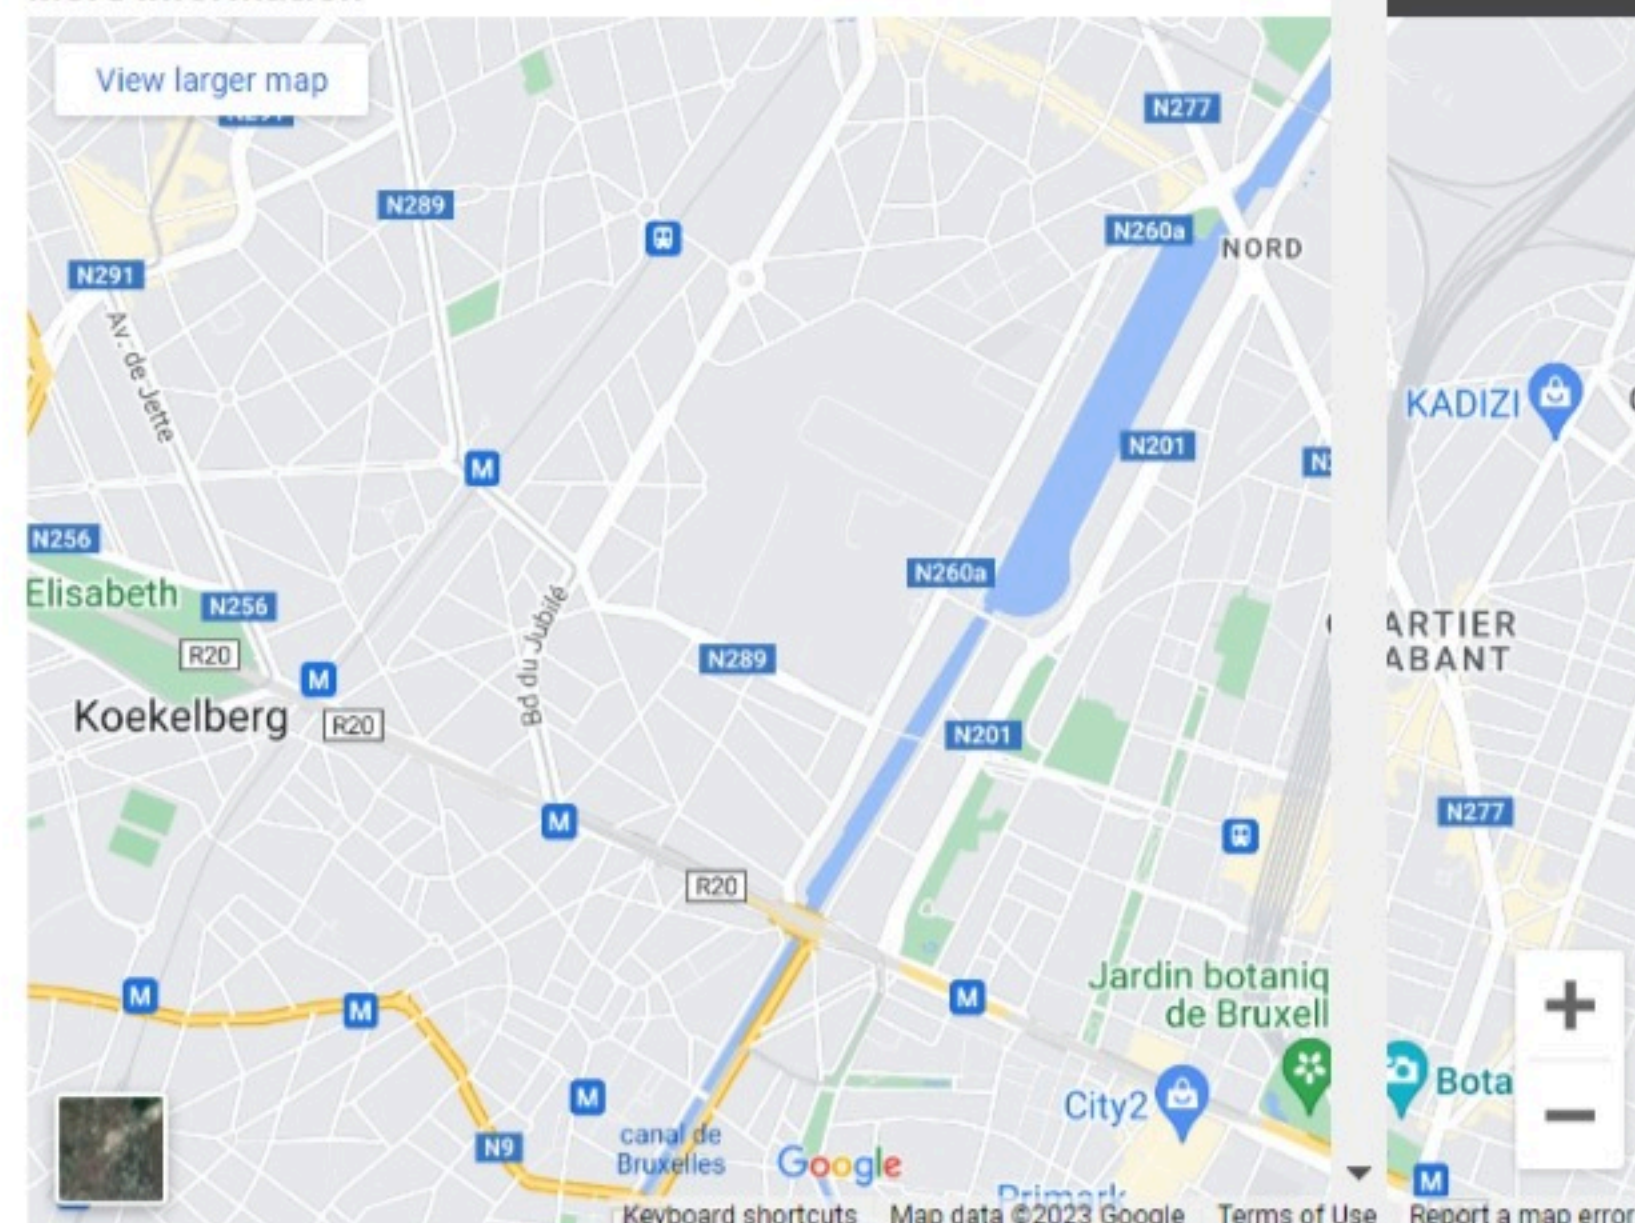 View larger map
N277
N289
N260a
NORD
N291
Av. de Jette
KADIZI
N201
M
N256
N260a
Elisabeth
N256
Bd du Jubilé
ARTIER
ABANT
R20
N289
M
Koekelberg
R20
N201
N277
M
R20
Jardin botaniq
de Bruxell
M
M
M
M
City2
Bota
canal de
Bruxelles
N9
Google
M
Primark
Keyboard shortcuts
Map data ©2023 Google
Terms of Use
Report a map error